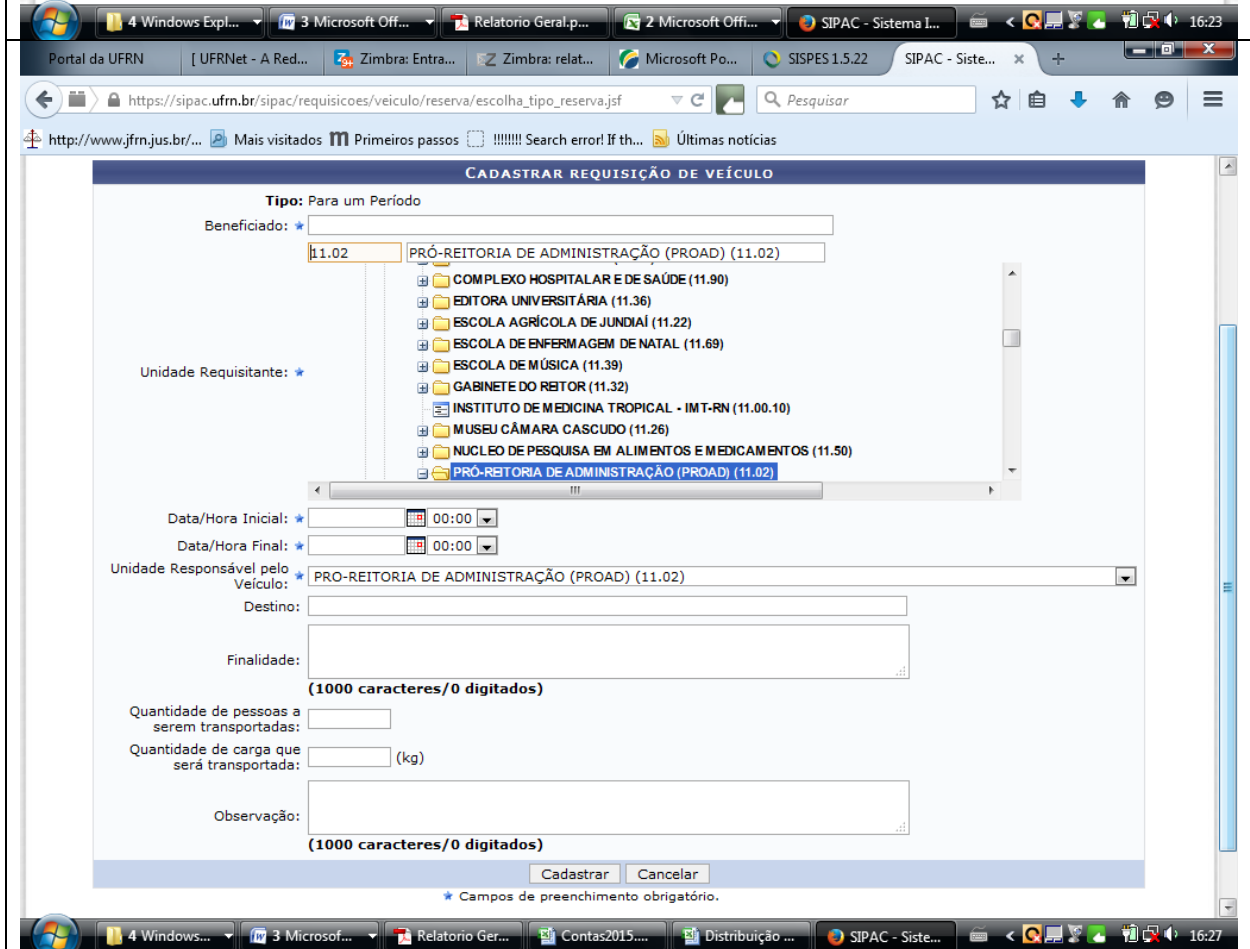 4 Windows Expl... 3 Microsoft Off... Relatorio Geral.p... 2 Microsoft Offi... SIPAC - Sistema I... 16:23
Portal da UFRN [ UFRNet - A Red... Zimbra: Entra... Zimbra: relat... Microsoft Po... SISPES 1.5.22 SIPAC - Siste...
https://sipac.ufrn.br/sipac/requisicoes/veiculo/reserva/escolha_tipo_reserva.jsf Pesquisar
http://www.jfrn.jus.br/... Mais visitados Primeiros passos !!!!!!!! Search error! If th... Últimas notícias
CADASTRAR REQUISIÇÃO DE VEÍCULO
Tipo: Para um Período
Beneficiado:
11.02 PRÓ-REITORIA DE ADMINISTRAÇÃO (PROAD) (11.02)
COMPLEXO HOSPITALAR E DE SAÚDE (11.90)
EDITORA UNIVERSITÁRIA (11.36)
ESCOLA AGRÍCOLA DE JUNDIAÍ (11.22)
ESCOLA DE ENFERMAGEM DE NATAL (11.69)
ESCOLA DE MÚSICA (11.39)
Unidade Requisitante:
GABINETE DO REITOR (11.32)
INSTITUTO DE MEDICINA TROPICAL - IMT-RN (11.00.10)
MUSEU CÂMARA CASCUDO (11.26)
NUCLEO DE PESQUISA EM ALIMENTOS E MEDICAMENTOS (11.50)
PRÓ-REITORIA DE ADMINISTRAÇÃO (PROAD) (11.02)
Data/Hora Inicial: 00:00
Data/Hora Final: 00:00
Unidade Responsável pelo
Veículo:
PRO-REITORIA DE ADMINISTRAÇÃO (PROAD) (11.02)
Destino:
Finalidade:
(1000 caracteres/0 digitados)
Quantidade de pessoas a
serem transportadas:
Quantidade de carga que
será transportada: (kg)
Observação:
(1000 caracteres/0 digitados)
Cadastrar Cancelar
Campos de preenchimento obrigatório.
4 Windows... 3 Microsof... Relatorio Ger... Contas2015.... Distribuição ... SIPAC - Siste... 16:27